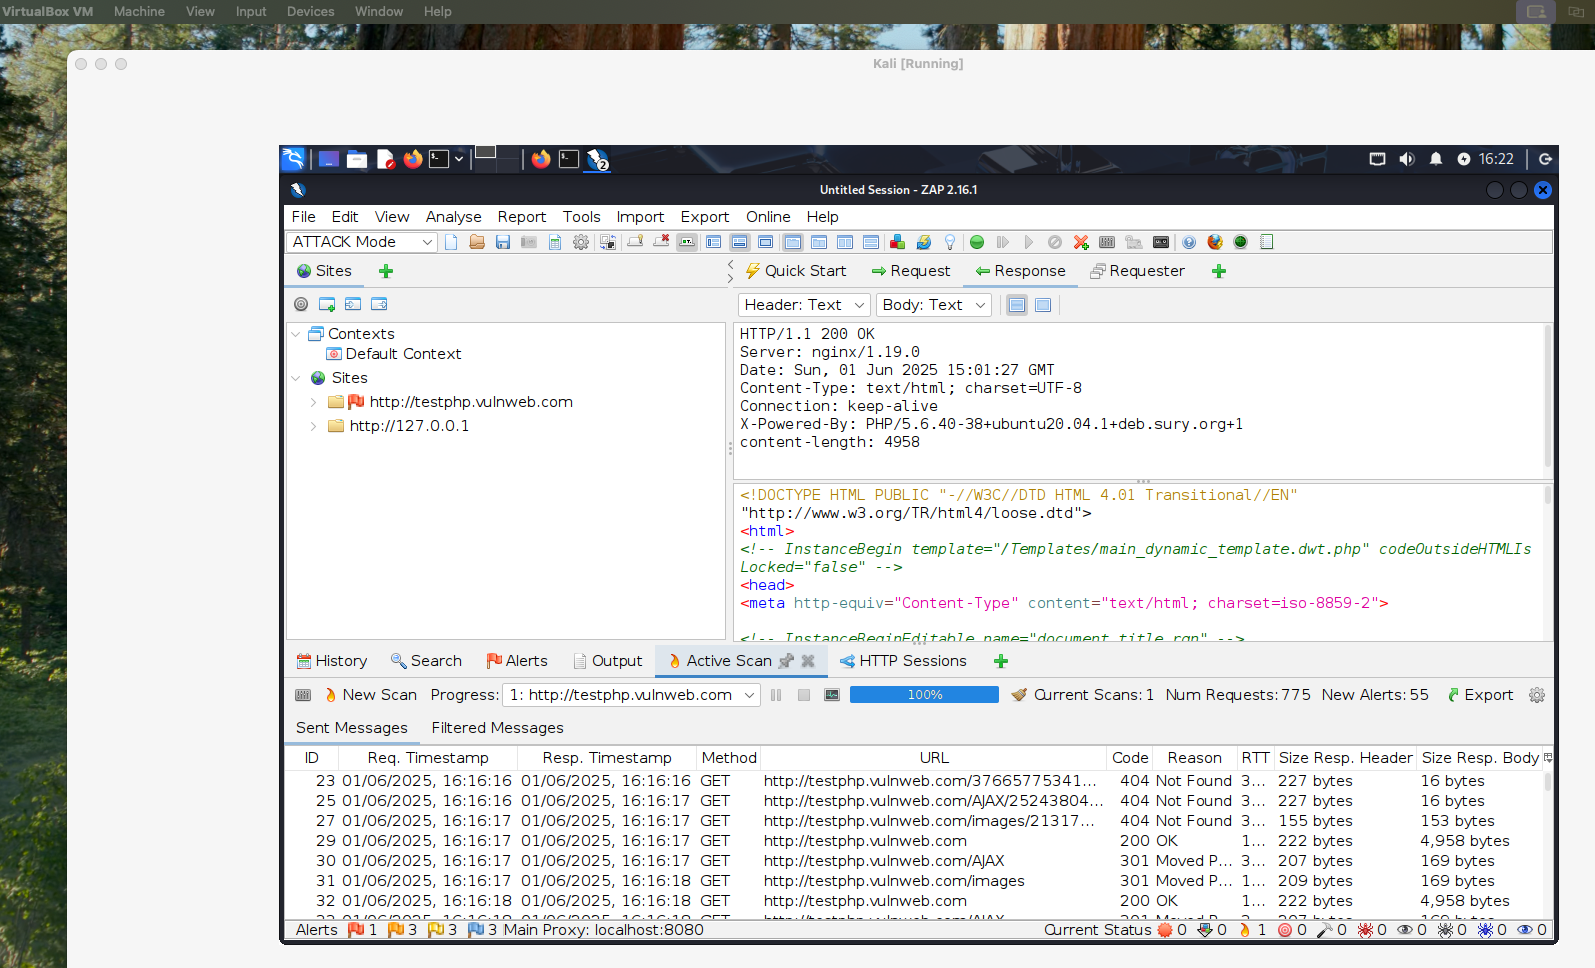 VirtualBox VM Machine View Input Devices Window Help
Kali [Running]
2 16:22
Untitled Session - ZAP 2.16.1
File Edit View Analyse Report Tools Import Export Online Help
ATTACK Mode
Sites
Quick Start Request Response Requester
Header: Text Body: Text
Contexts
Default Context
Sites
http://testphp.vulnweb.com
http://127.0.0.1
HTTP/1.1 200 OK
Server: nginx/1.19.0
Date: Sun, 01 Jun 2025 15:01:27 GMT
Content-Type: text/html; charset=UTF-8
Connection: keep-alive
X-Powered-By: PHP/5.6.40-38+ubuntu20.04.1+deb.sury.org+1
content-length: 4958
<!DOCTYPE HTML PUBLIC "-//W3C//DTD HTML 4.01 Transitional//EN"
"http://www.w3.org/TR/html4/loose.dtd">
<html>
<!-- InstanceBegin template="/Templates/main_dynamic_template.dwt.php" codeOutsideHTMLIs
Locked="false" -->
<head>
<meta http-equiv="Content-Type" content="text/html; charset=iso-8859-2">
<!-- InstanceBeginEditable name="document_title_rgn" -->
History Search Alerts Output Active Scan HTTP Sessions
New Scan Progress: 1: http://testphp.vulnweb.com 100% Current Scans: 1 Num Requests: 775 New Alerts: 55 Export
Sent Messages Filtered Messages
ID Req. Timestamp Resp. Timestamp Method URL Code Reason RTT Size Resp. Header Size Resp. Body
23 01/06/2025, 16:16:16 01/06/2025, 16:16:16 GET http://testphp.vulnweb.com/37665775341... 404 Not Found 3... 227 bytes 16 bytes
25 01/06/2025, 16:16:16 01/06/2025, 16:16:17 GET http://testphp.vulnweb.com/AJAX/25243804... 404 Not Found 3... 227 bytes 16 bytes
27 01/06/2025, 16:16:17 01/06/2025, 16:16:17 GET http://testphp.vulnweb.com/images/21317... 404 Not Found 3... 155 bytes 153 bytes
29 01/06/2025, 16:16:17 01/06/2025, 16:16:17 GET http://testphp.vulnweb.com 200 OK 1... 222 bytes 4,958 bytes
30 01/06/2025, 16:16:17 01/06/2025, 16:16:17 GET http://testphp.vulnweb.com/AJAX 301 Moved P... 3... 207 bytes 169 bytes
31 01/06/2025, 16:16:17 01/06/2025, 16:16:18 GET http://testphp.vulnweb.com/images 301 Moved P... 1... 209 bytes 169 bytes
32 01/06/2025, 16:16:18 01/06/2025, 16:16:18 GET http://testphp.vulnweb.com 200 OK 1... 222 bytes 4,958 bytes
Alerts 1 3 3 3 Main Proxy: localhost:8080 Current Status 0 0 1 0 0 0 0 0 0 0